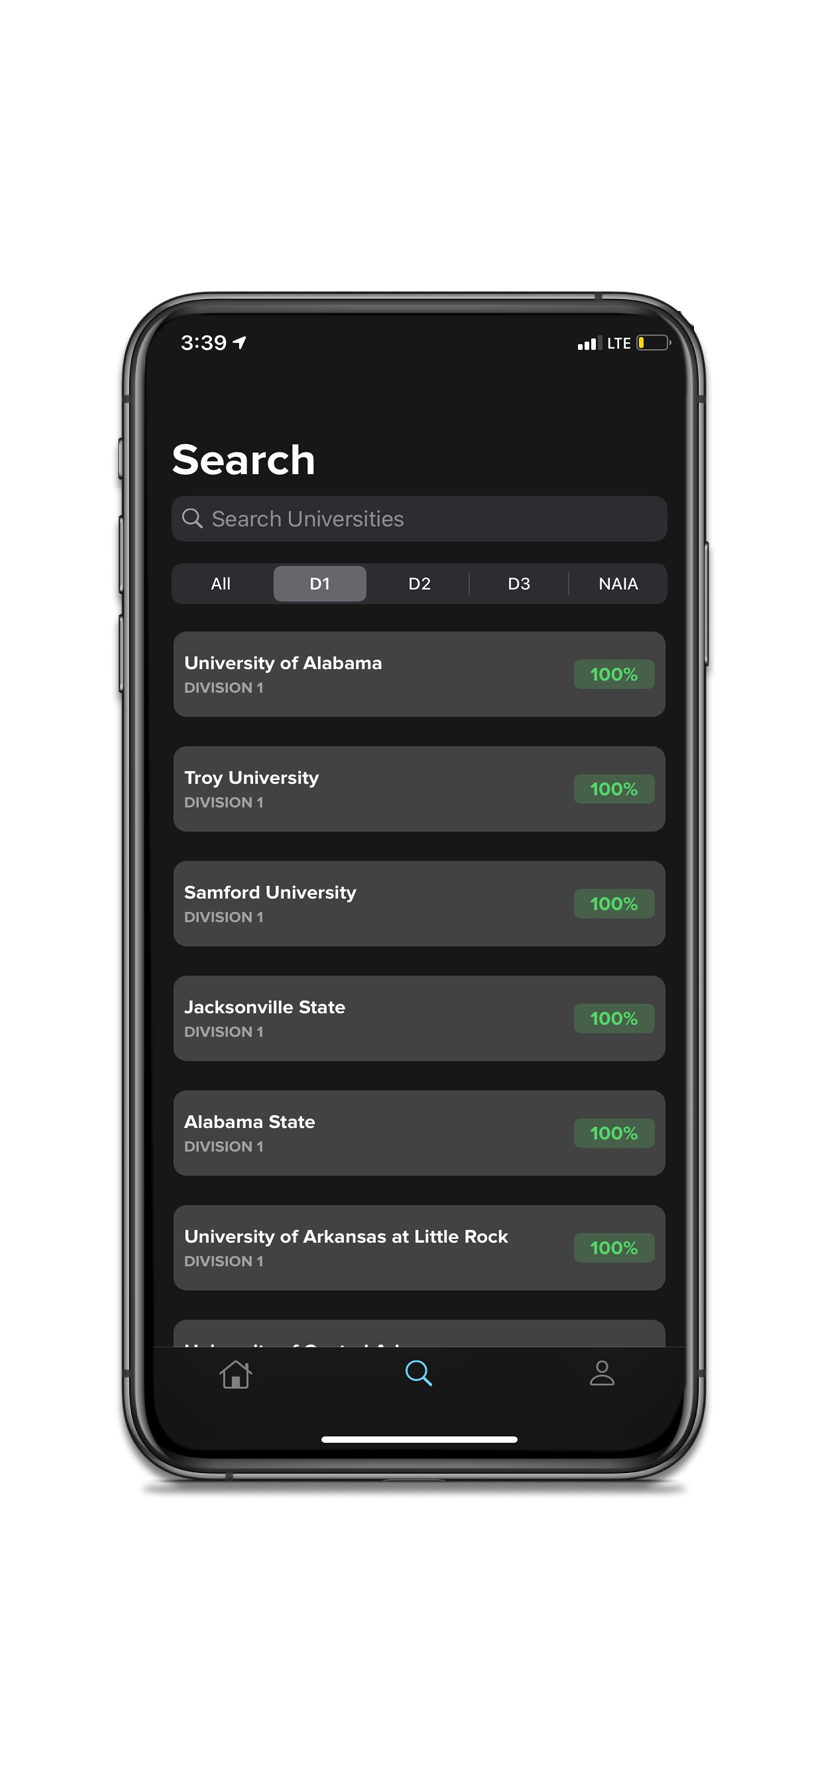 3:39 LTE
Search
Search Universities
All D1 D2 D3 NAIA
University of Alabama
DIVISION 1
100%
Troy University
DIVISION 1
100%
Samford University
DIVISION 1
100%
Jacksonville State
DIVISION 1
100%
Alabama State
DIVISION 1
100%
University of Arkansas at Little Rock
DIVISION 1
100%